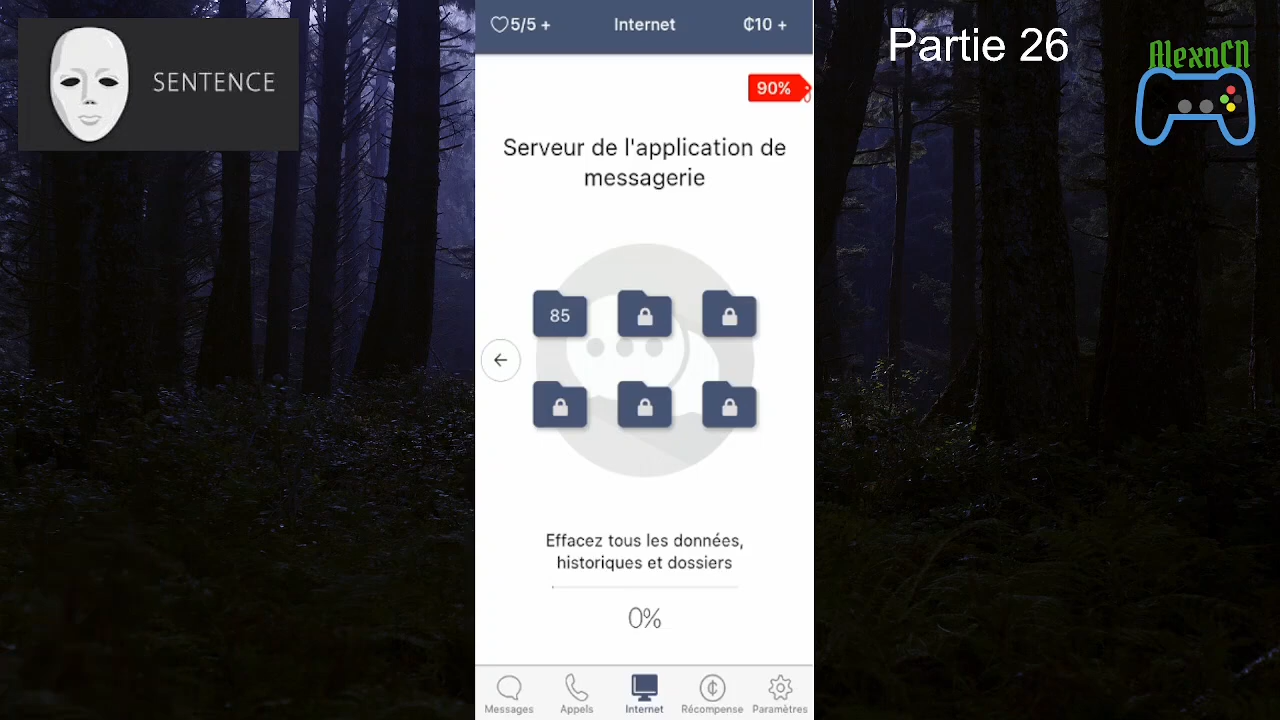 SENTENCE
5/5 +
Internet
₵10 +
Partie 26
AlexnCN
90%
Serveur de l'application de
messagerie
85
Effacez tous les données,
historiques et dossiers
0%
Messages
Appels
Internet
Récompense
Paramètres